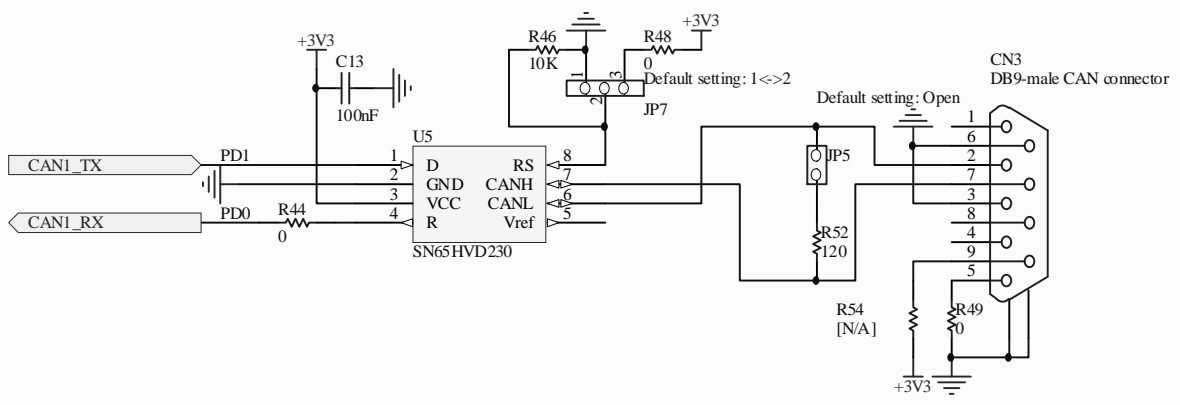 +3V3
C13
100nF
R46
10K
R48
0
+3V3
1
2
3
Default setting: 1<->2
JP7
CN3
DB9-male CAN connector
Default setting: Open
U5
CAN1_TX
PD1
1 D
2 GND
3 VCC
4 R
RS 8
CANH 7
CANL 6
Vref 5
SN65HVD230
CAN1_RX
PD0
R44
0
JP5
R52
120
1
6
2
7
3
8
4
9
5
R54
[N/A]
R49
0
+3V3